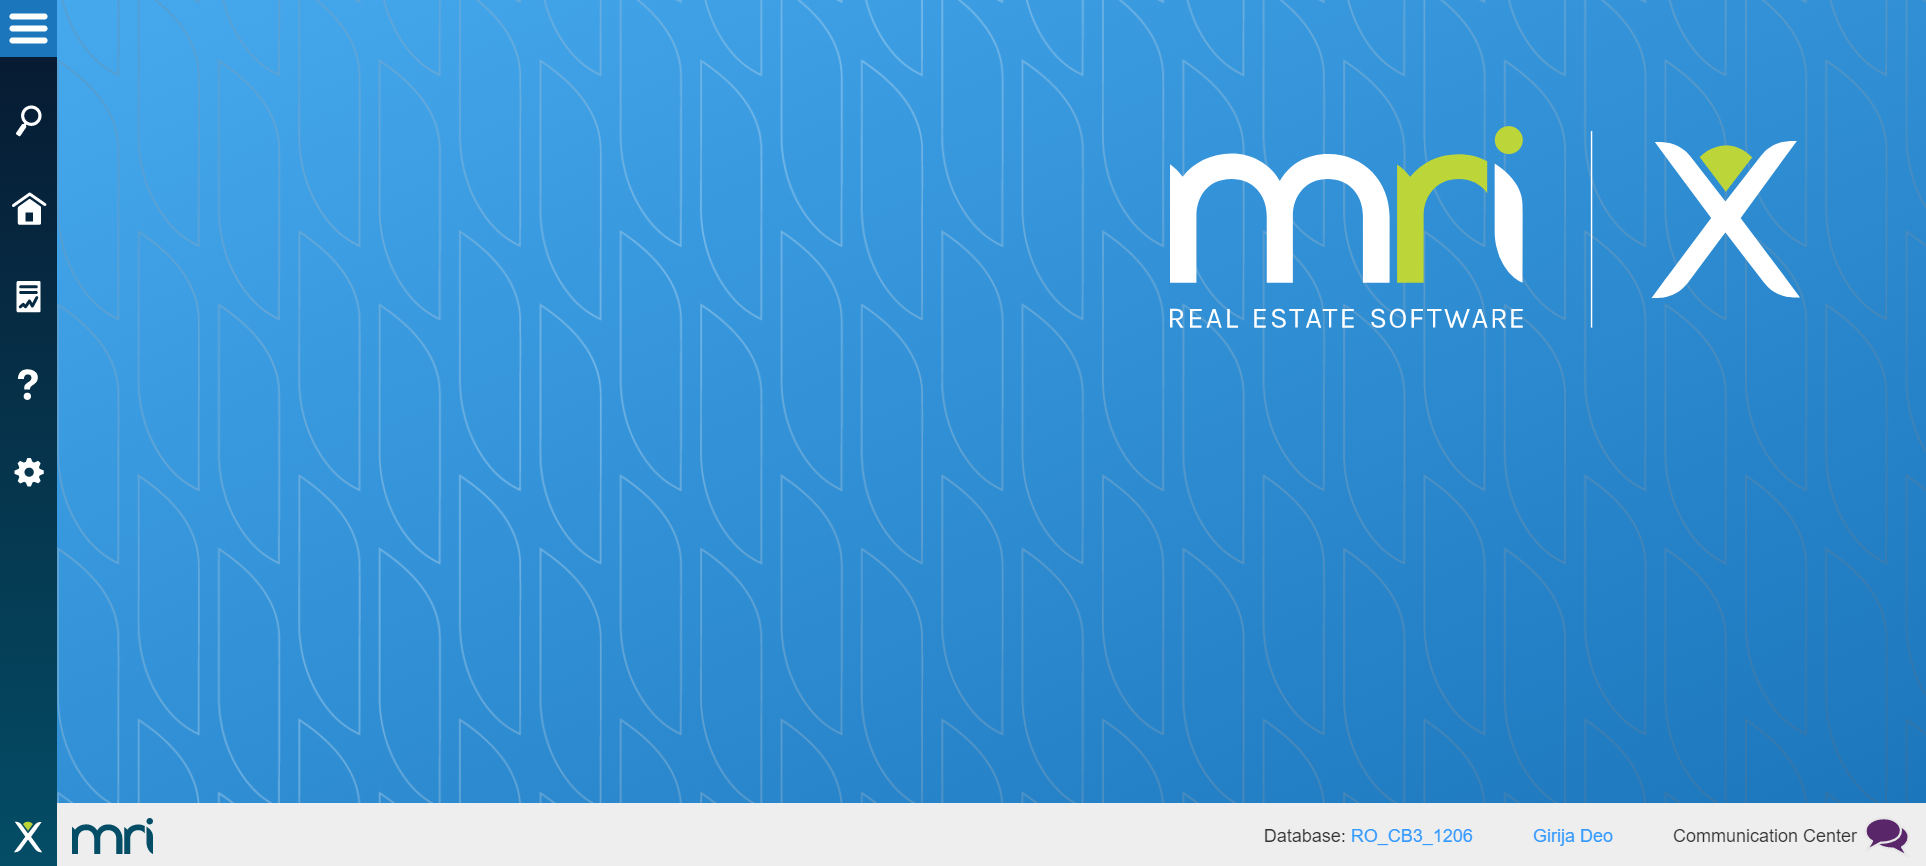 mri
REAL ESTATE SOFTWARE
X
X
mri
Database: RO_CB3_1206
Girija Deo
Communication Center